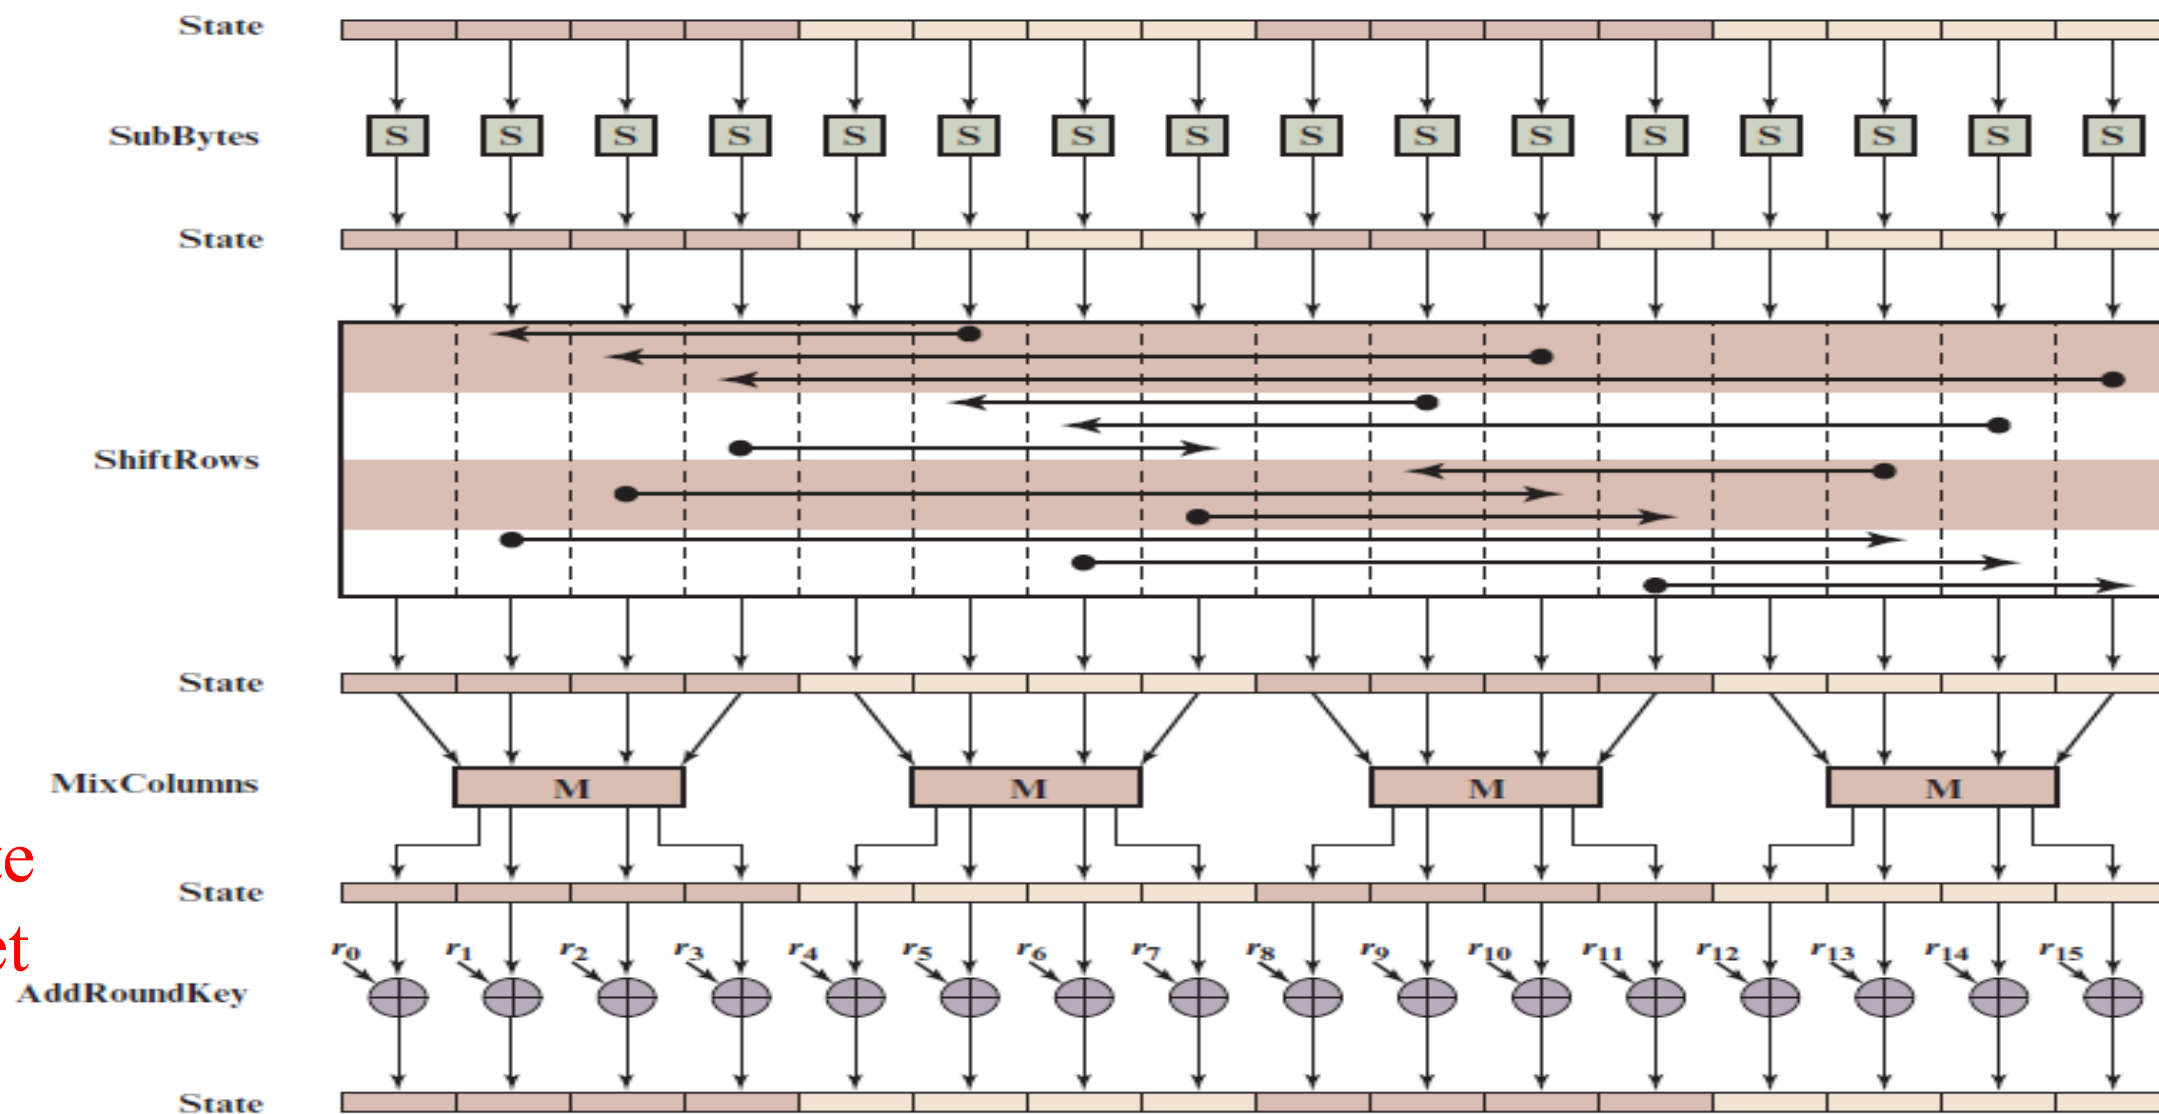 State
SubBytes S S S S S S S S S S S S S S S S
State
ShiftRows
State
MixColumns M M M M
State
r0 r1 r2 r3 r4 r5 r6 r7 r8 r9 r10 r11 r12 r13 r14 r15
AddRoundKey
State